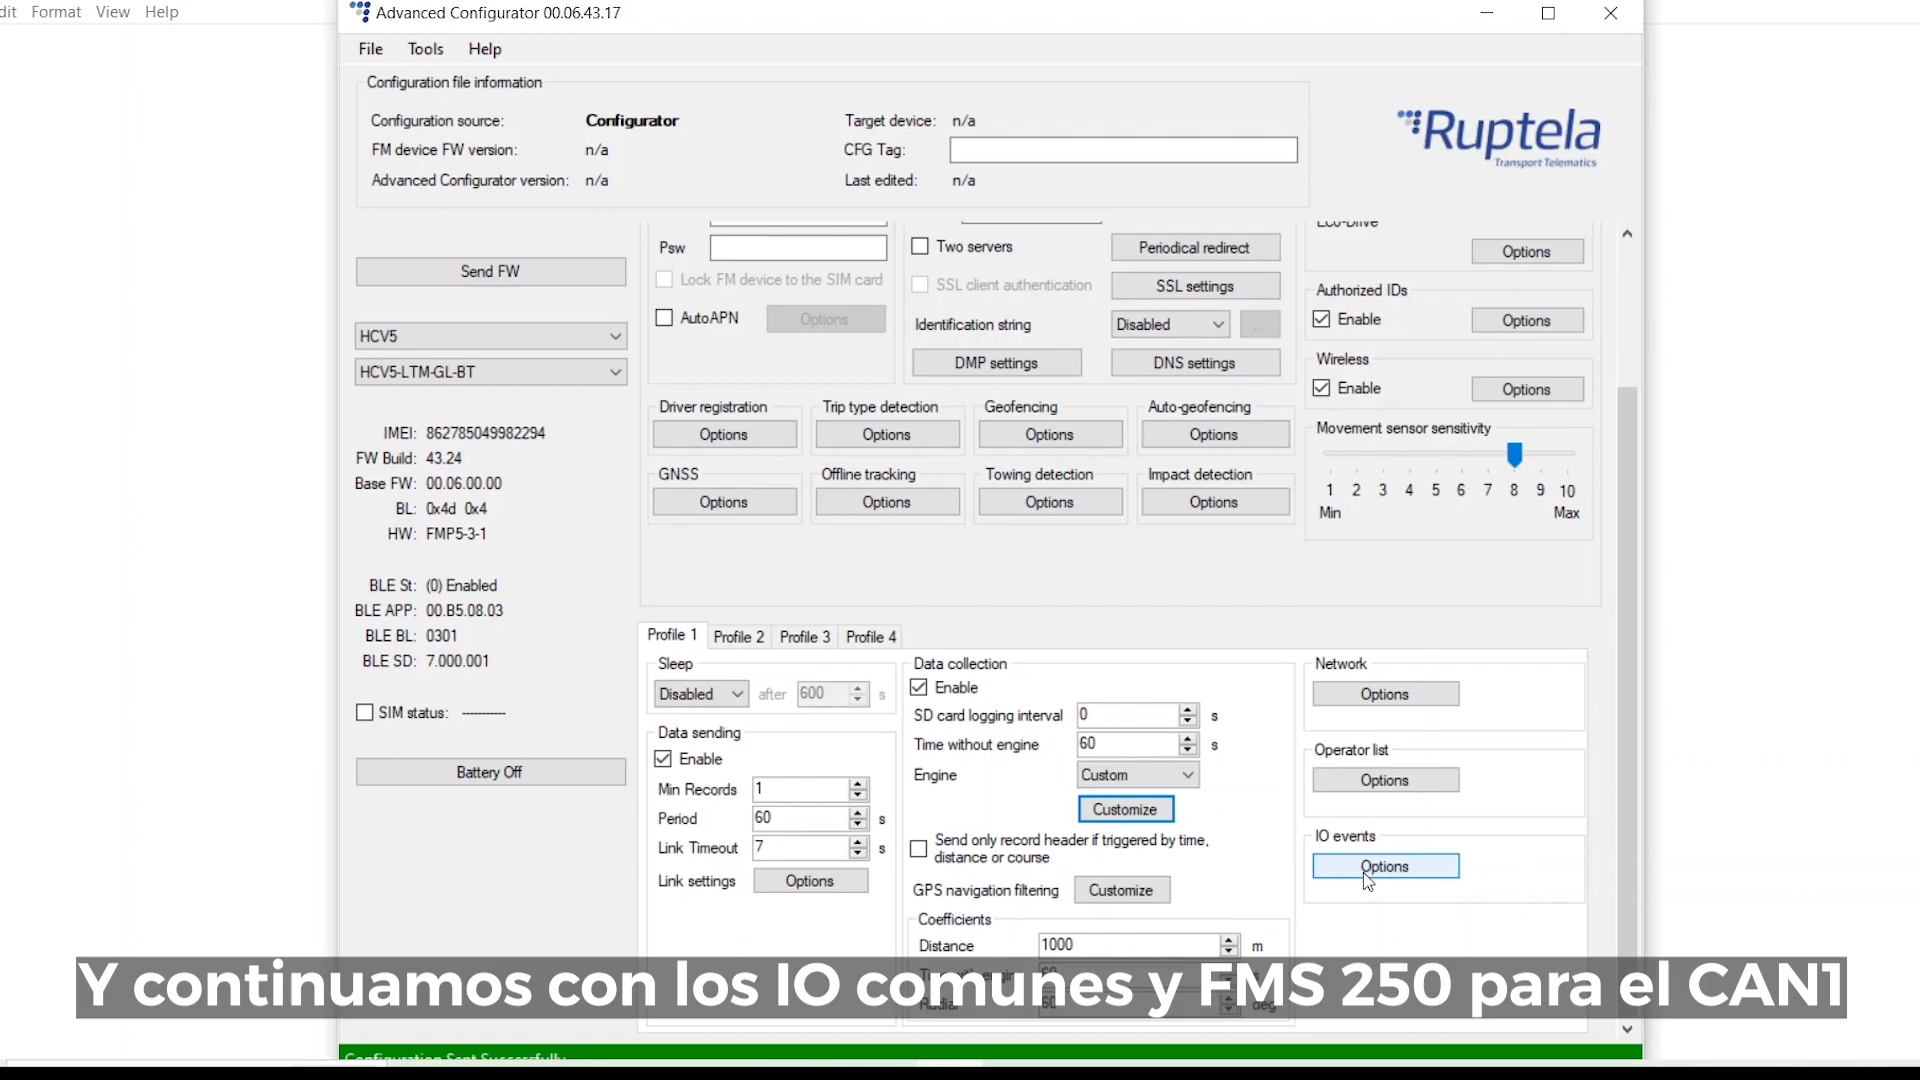 dit Format View Help
Advanced Configurator 00.06.43.17
File Tools Help
Configuration file information
Configuration source: Configurator Target device: n/a
FM device FW version: n/a CFG Tag:
Advanced Configurator version: n/a Last edited: n/a
Ruptela
Transport Telematics
Eco-Drive
Psw Two servers Periodical redirect Options
Send FW
Lock FM device to the SIM card SSL client authentication SSL settings
Authorized IDs
AutoAPN Options Identification string Disabled ... Enable Options
HCV5
DMP settings DNS settings
Wireless
HCV5-LTM-GL-BT
Enable Options
Driver registration Trip type detection Geofencing Auto-geofencing
Options Options Options Options
Movement sensor sensitivity
IMEI: 862785049982294
FW Build: 43.24
GNSS Offline tracking Towing detection Impact detection
Base FW: 00.06.00.00
1 2 3 4 5 6 7 8 9 10
Options Options Options Options
BL: 0x4d 0x4
Min Max
HW: FMP5-3-1
BLE St: (0) Enabled
BLE APP: 00.B5.08.03
BLE BL: 0301
BLE SD: 7.000.001
SIM status: -----------
Battery Off
Profile 1 Profile 2 Profile 3 Profile 4
Sleep
Disabled after 600 s
Data sending
Enable
Min Records 1
Period 60 s
Link Timeout 7 s
Link settings Options
Data collection
Enable
SD card logging interval 0 s
Time without engine 60 s
Engine Custom
Customize
Send only record header if triggered by time,
distance or course
GPS navigation filtering Customize
Coefficients
Distance 1000 m
60
Radial 60 deg
Network
Options
Operator list
Options
IO events
Options
Y continuamos con los IO comunes y FMS 250 para el CAN1
Configuration Sent Successfully